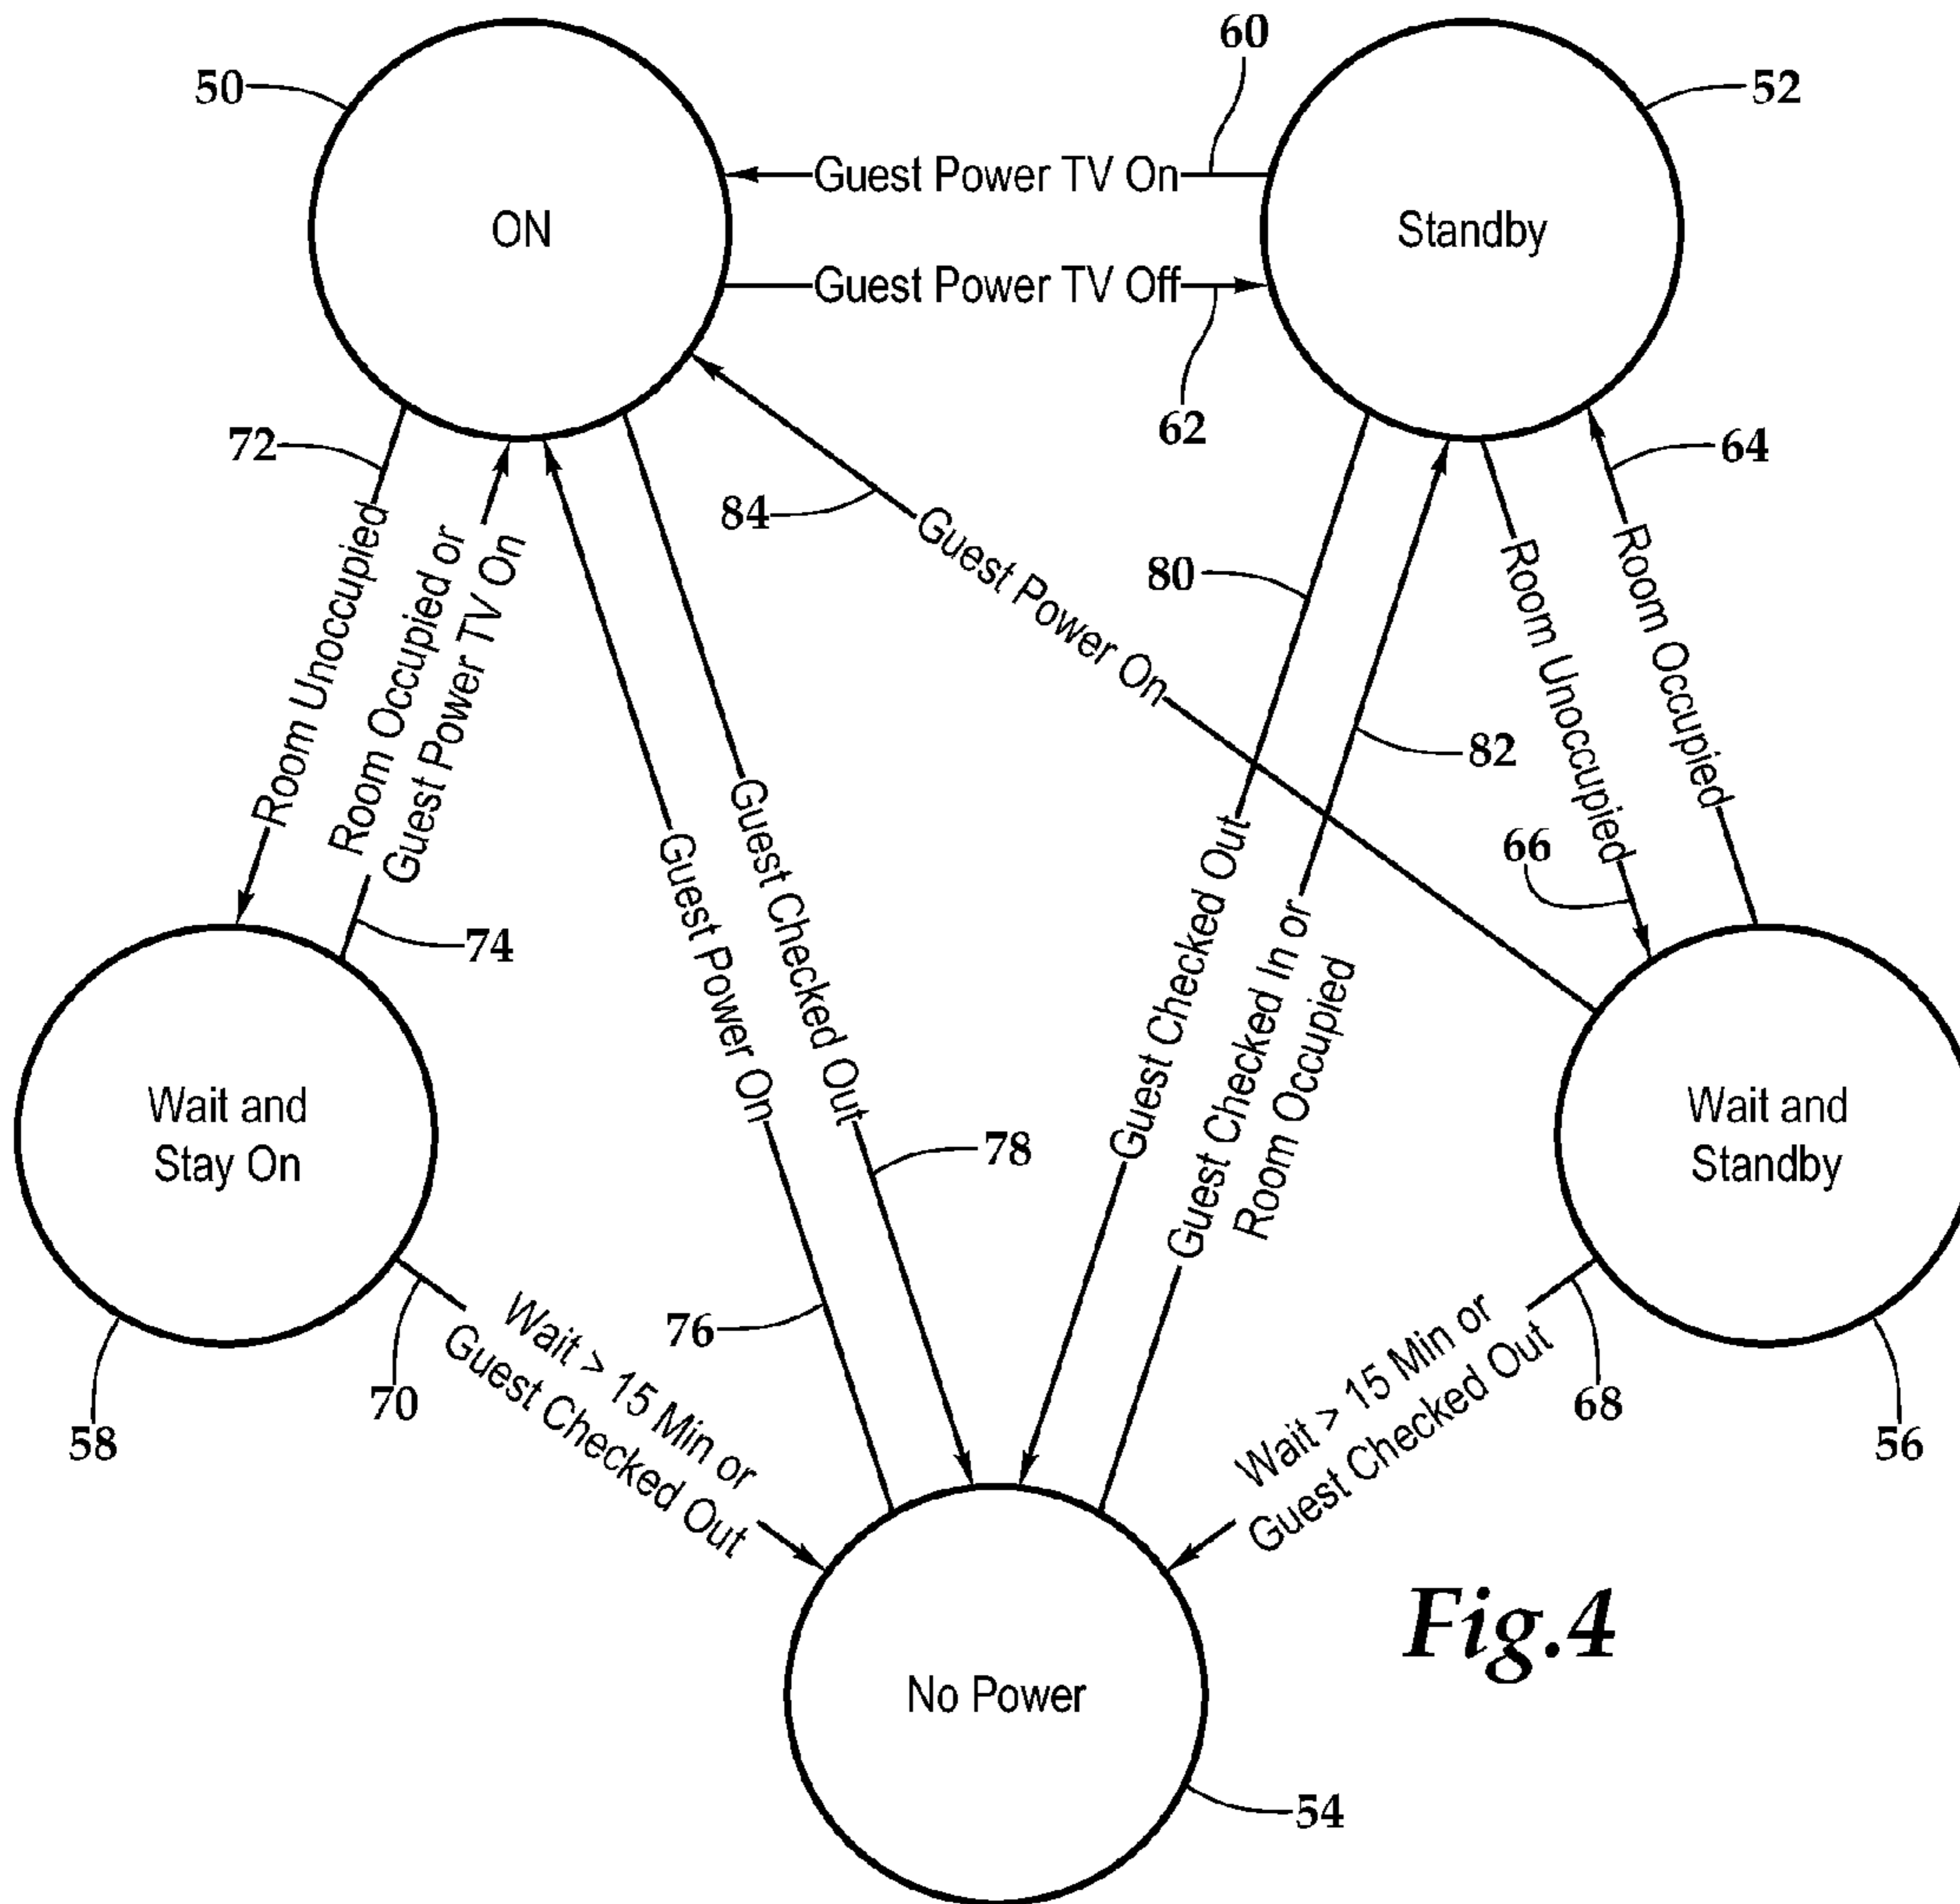 60
50
52
Guest Power TV On
ON
Standby
Guest Power TV Off
62
72
64
84
Room Unoccupied
Room Occupied or
Guest Power TV On
Guest Power On
80
Room Unoccupied
Room Occupied
82
66
74
Guest Power On
Guest Checked Out
Guest Checked Out
Guest Checked In or
Room Occupied
Wait and
Stay On
78
Wait and
Standby
76
70
Wait > 15 Min or
Guest Checked Out
Wait > 15 Min or
Guest Checked Out
68
58
56
No Power
Fig.4
54